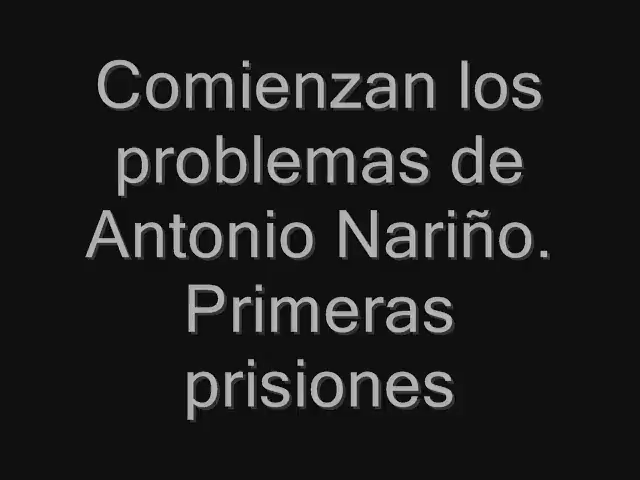 Comienzan los
problemas de
Antonio Nariño.
Primeras
prisiones